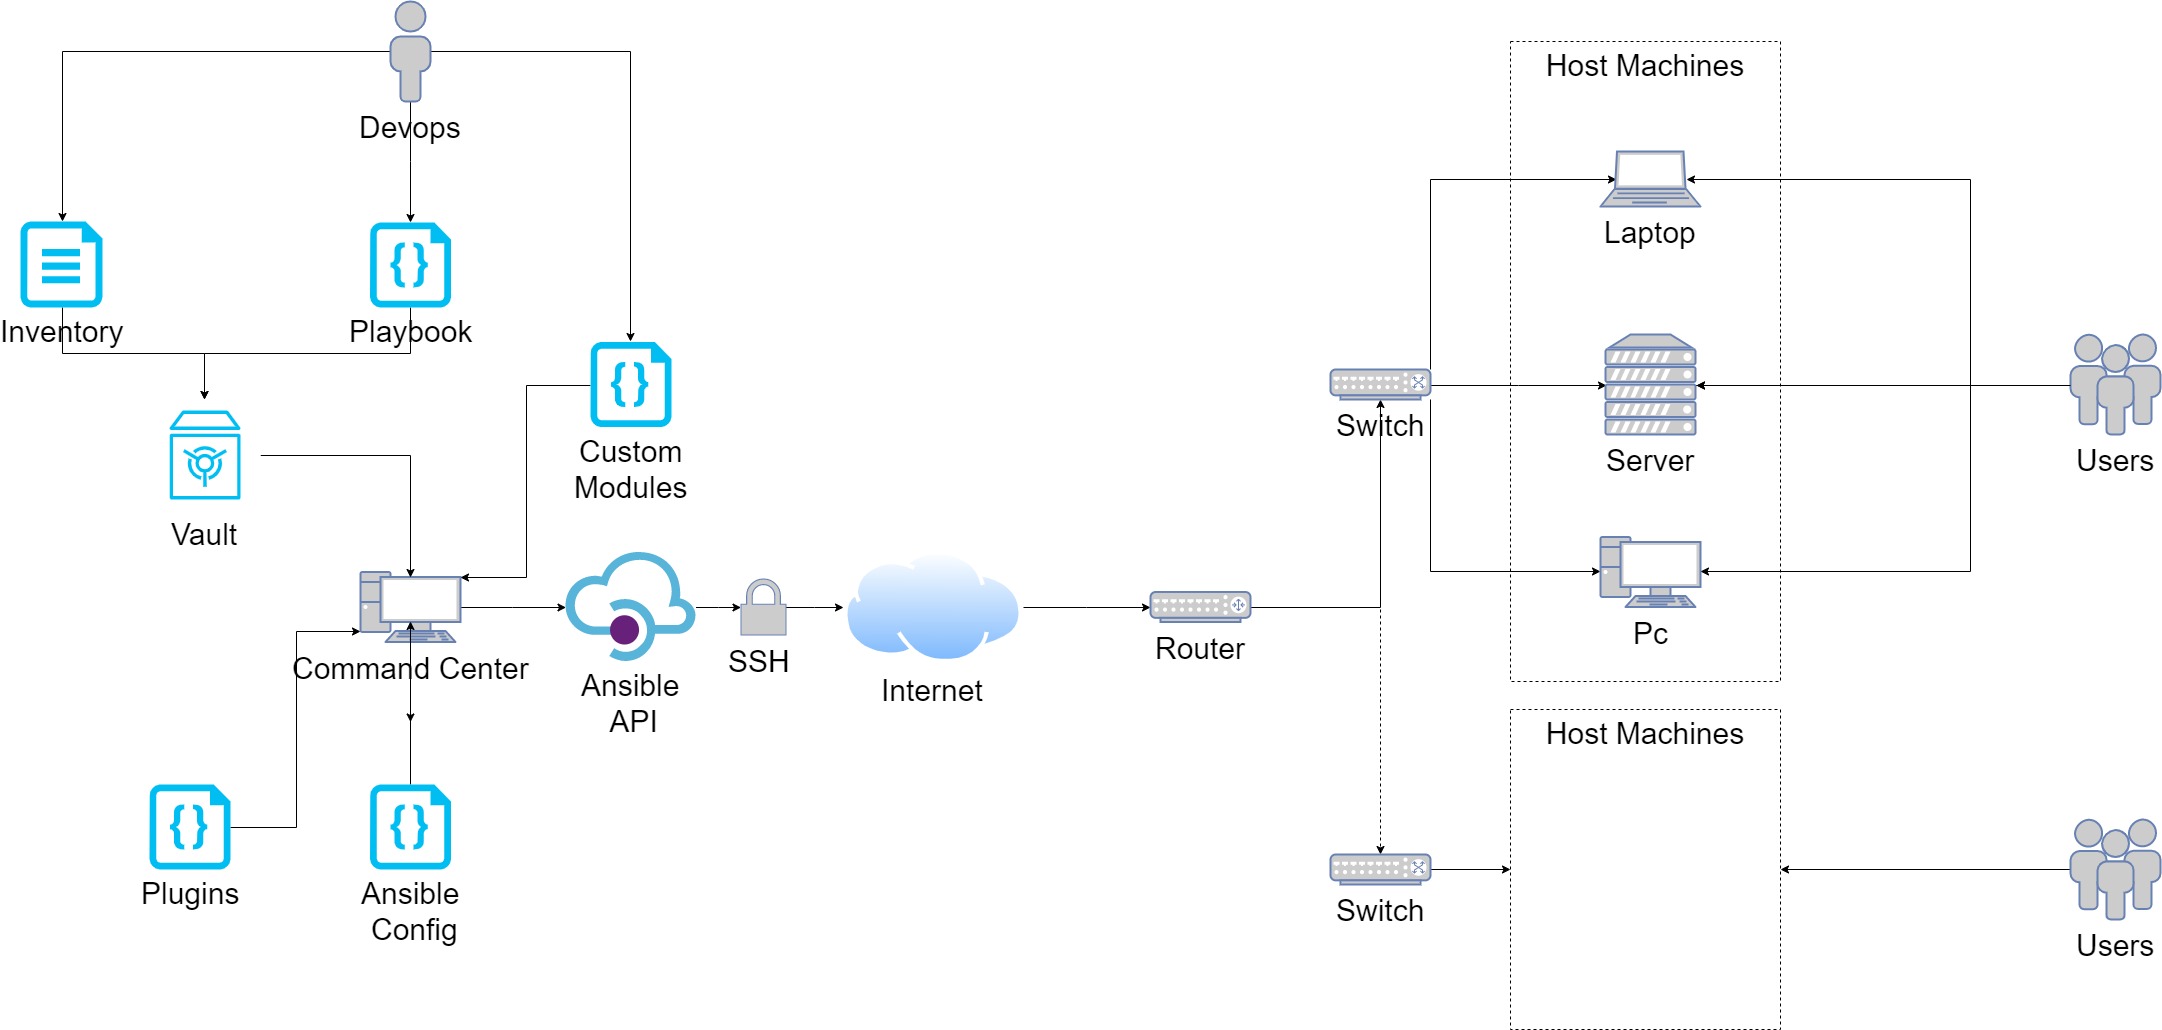 Devops
Host Machines
Inventory
Playbook
Laptop
Custom
Modules
Switch
Server
Users
Vault
Command Center
Ansible
API
SSH
Internet
Router
Pc
Host Machines
Plugins
Ansible
Config
Switch
Users